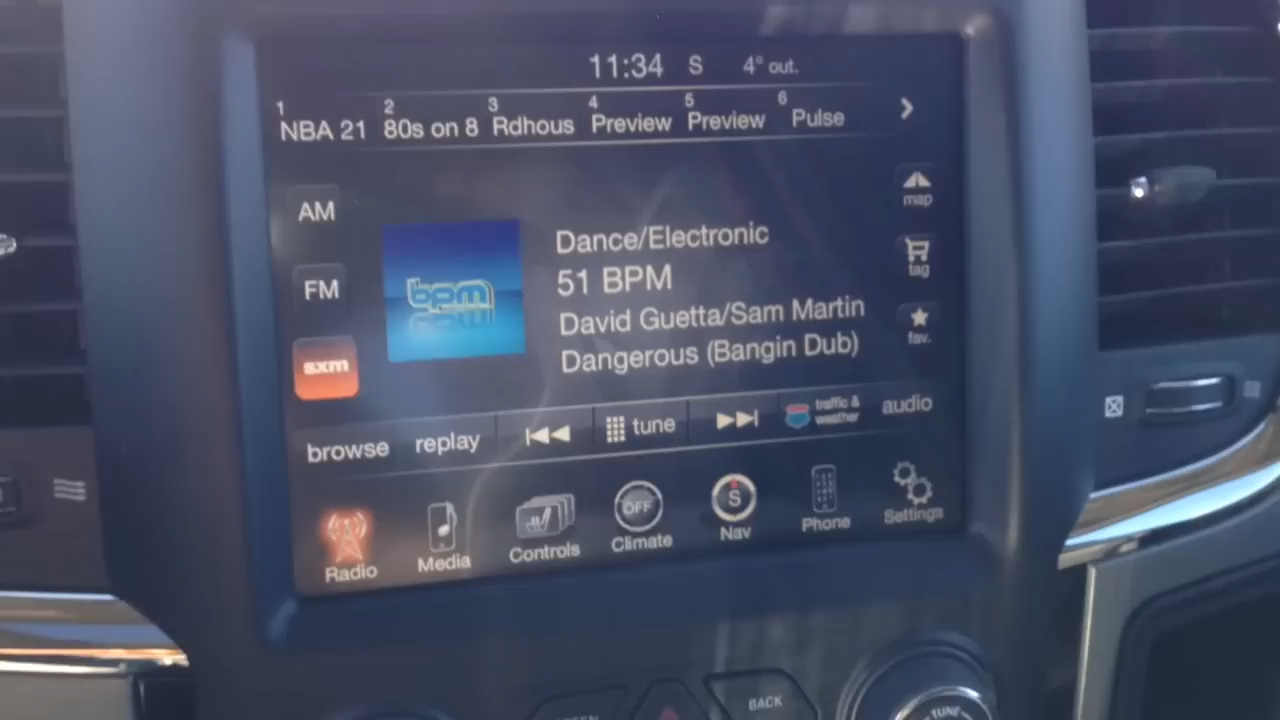 11:34 S 4° out.
1 2 3 4 5 6
NBA 21 80s on 8 Rdhous Preview Preview Pulse
AM
FM
sxm
bpm
Dance/Electronic
51 BPM
David Guetta/Sam Martin
Dangerous (Bangin Dub)
map
tag
fav.
browse replay tune traffic & weather audio
Radio Media Controls OFF Climate S Nav Phone Settings
BACK
TUNE